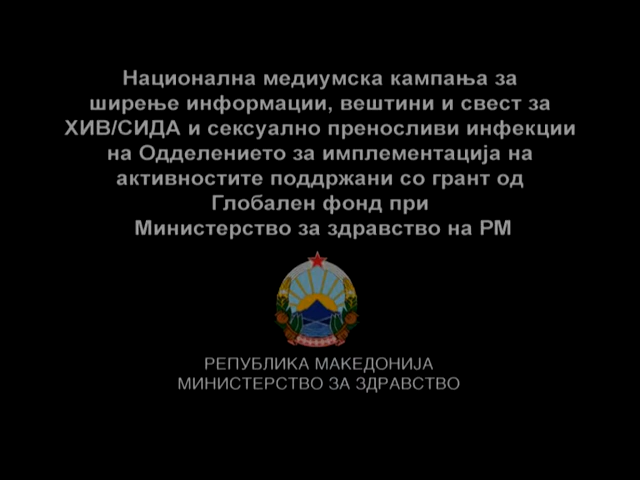 Национална медиумска кампања за
ширење информации, вештини и свест за
ХИВ/СИДА и сексуално преносливи инфекции
на Одделението за имплементација на
активностите поддржани со грант од
Глобален фонд при
Министерство за здравство на РМ
РЕПУБЛИКА МАКЕДОНИЈА
МИНИСТЕРСТВО ЗА ЗДРАВСТВО